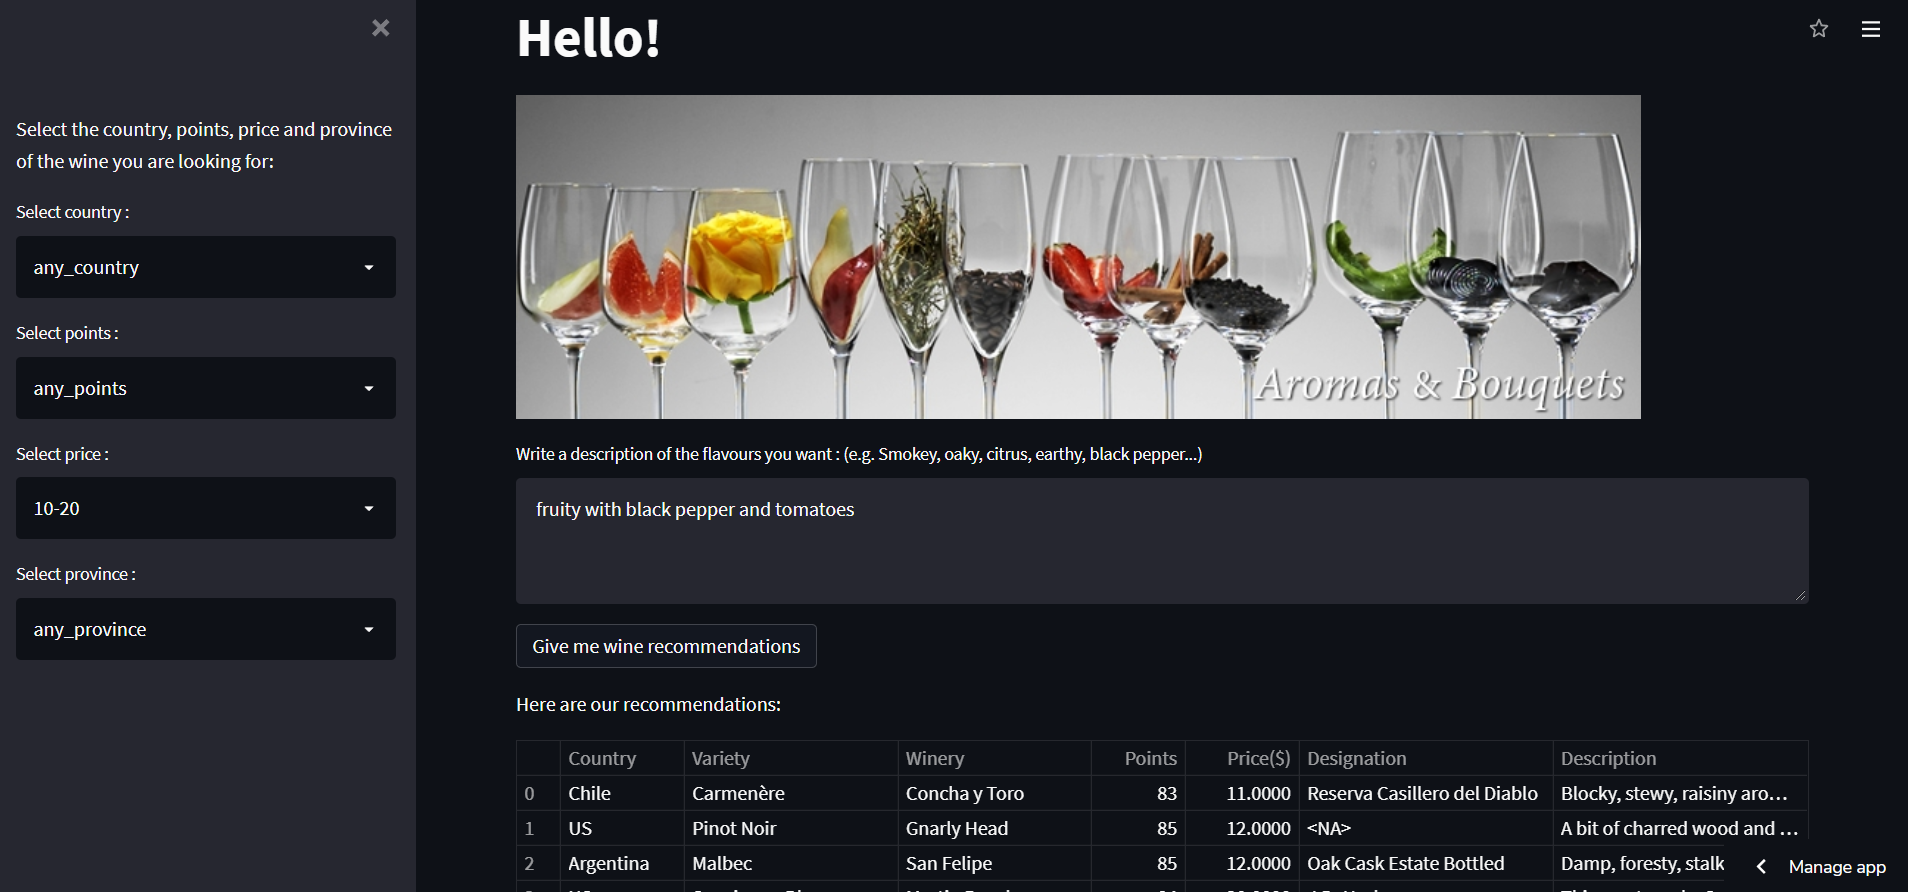 Hello!
Select the country, points, price and province
of the wine you are looking for:
Select country :
any_country
Select points :
any_points
Select price :
10-20
Select province :
any_province
Aromas & Bouquets
Write a description of the flavours you want : (e.g. Smokey, oaky, citrus, earthy, black pepper...)
fruity with black pepper and tomatoes
Give me wine recommendations
Here are our recommendations:
Country Variety Winery Points Price($) Designation Description
0 Chile Carmenère Concha y Toro 83 11.0000 Reserva Casillero del Diablo Blocky, stewy, raisiny aro…
1 US Pinot Noir Gnarly Head 85 12.0000 <NA> A bit of charred wood and …
2 Argentina Malbec San Felipe 85 12.0000 Oak Cask Estate Bottled Damp, foresty, stalk
Manage app